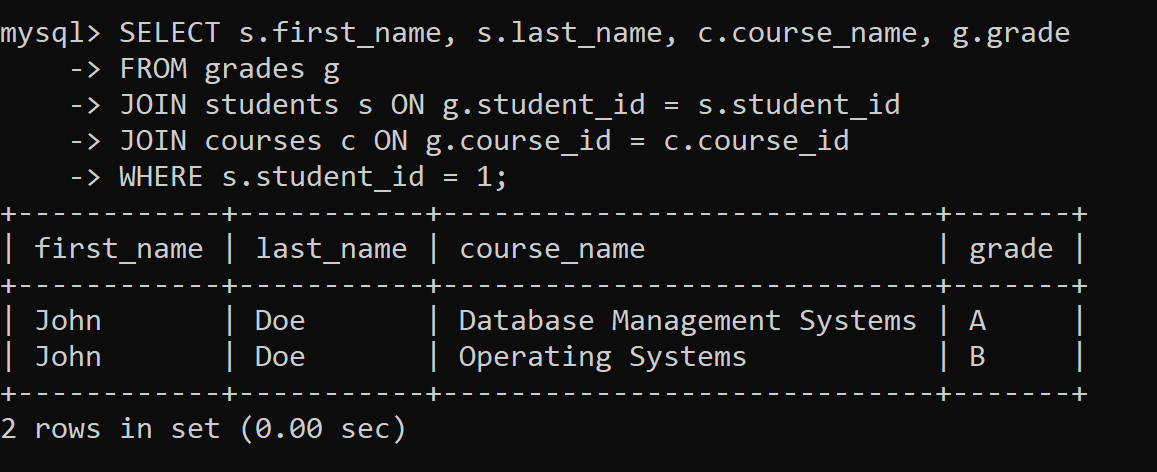 mysql> SELECT s.first_name, s.last_name, c.course_name, g.grade
    -> FROM grades g
    -> JOIN students s ON g.student_id = s.student_id
    -> JOIN courses c ON g.course_id = c.course_id
    -> WHERE s.student_id = 1;
+------------+-----------+-----------------------------+-------+
| first_name | last_name | course_name                 | grade |
+------------+-----------+-----------------------------+-------+
| John       | Doe       | Database Management Systems | A     |
| John       | Doe       | Operating Systems           | B     |
+------------+-----------+-----------------------------+-------+
2 rows in set (0.00 sec)